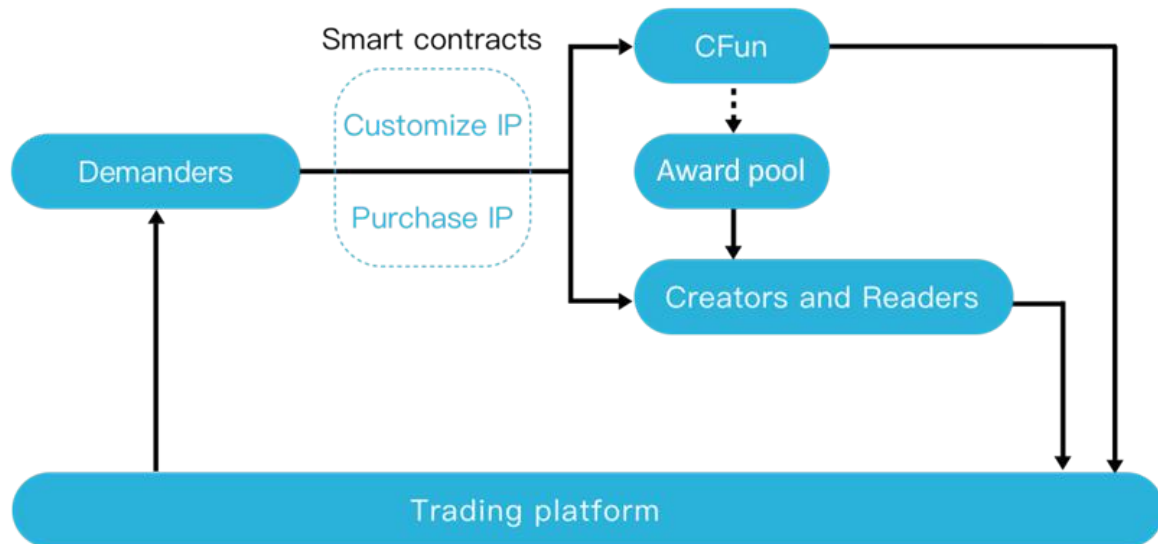 Smart contracts
CFun
Customize IP
Demanders
Award pool
Purchase IP
Creators and Readers
Trading platform